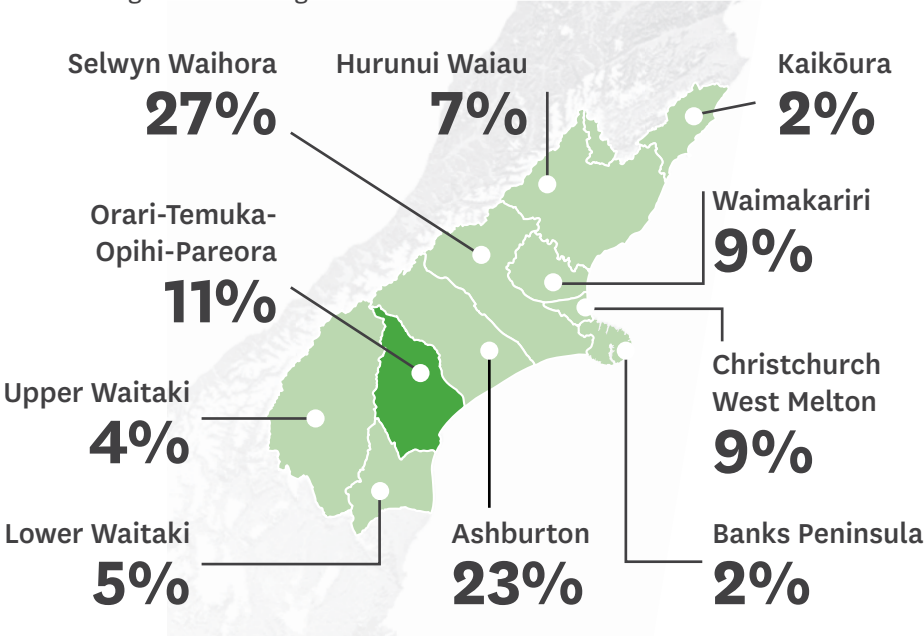 Selwyn Waihora
27%
Hurunui Waiau
7%
Kaikōura
2%
Orari-Temuka-
Opihi-Pareora
11%
Waimakariri
9%
Christchurch
West Melton
9%
Upper Waitaki
4%
Lower Waitaki
5%
Ashburton
23%
Banks Peninsula
2%